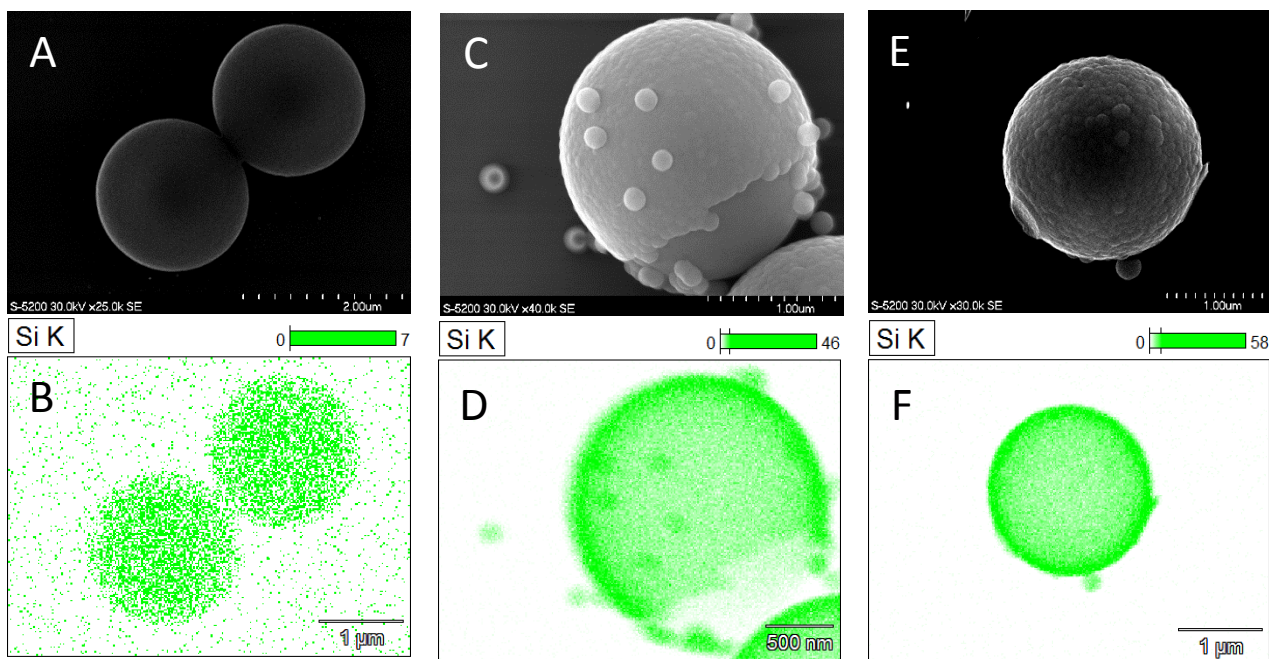 A
C
E
S-5200 30.0kV x25.0k SE 2.00um
S-5200 30.0kV x40.0k SE 1.00um
S-5200 30.0kV x30.0k SE 1.00um
Si K 0 7
Si K 0 46
Si K 0 58
B
D
F
1 µm
500 nm
1 µm